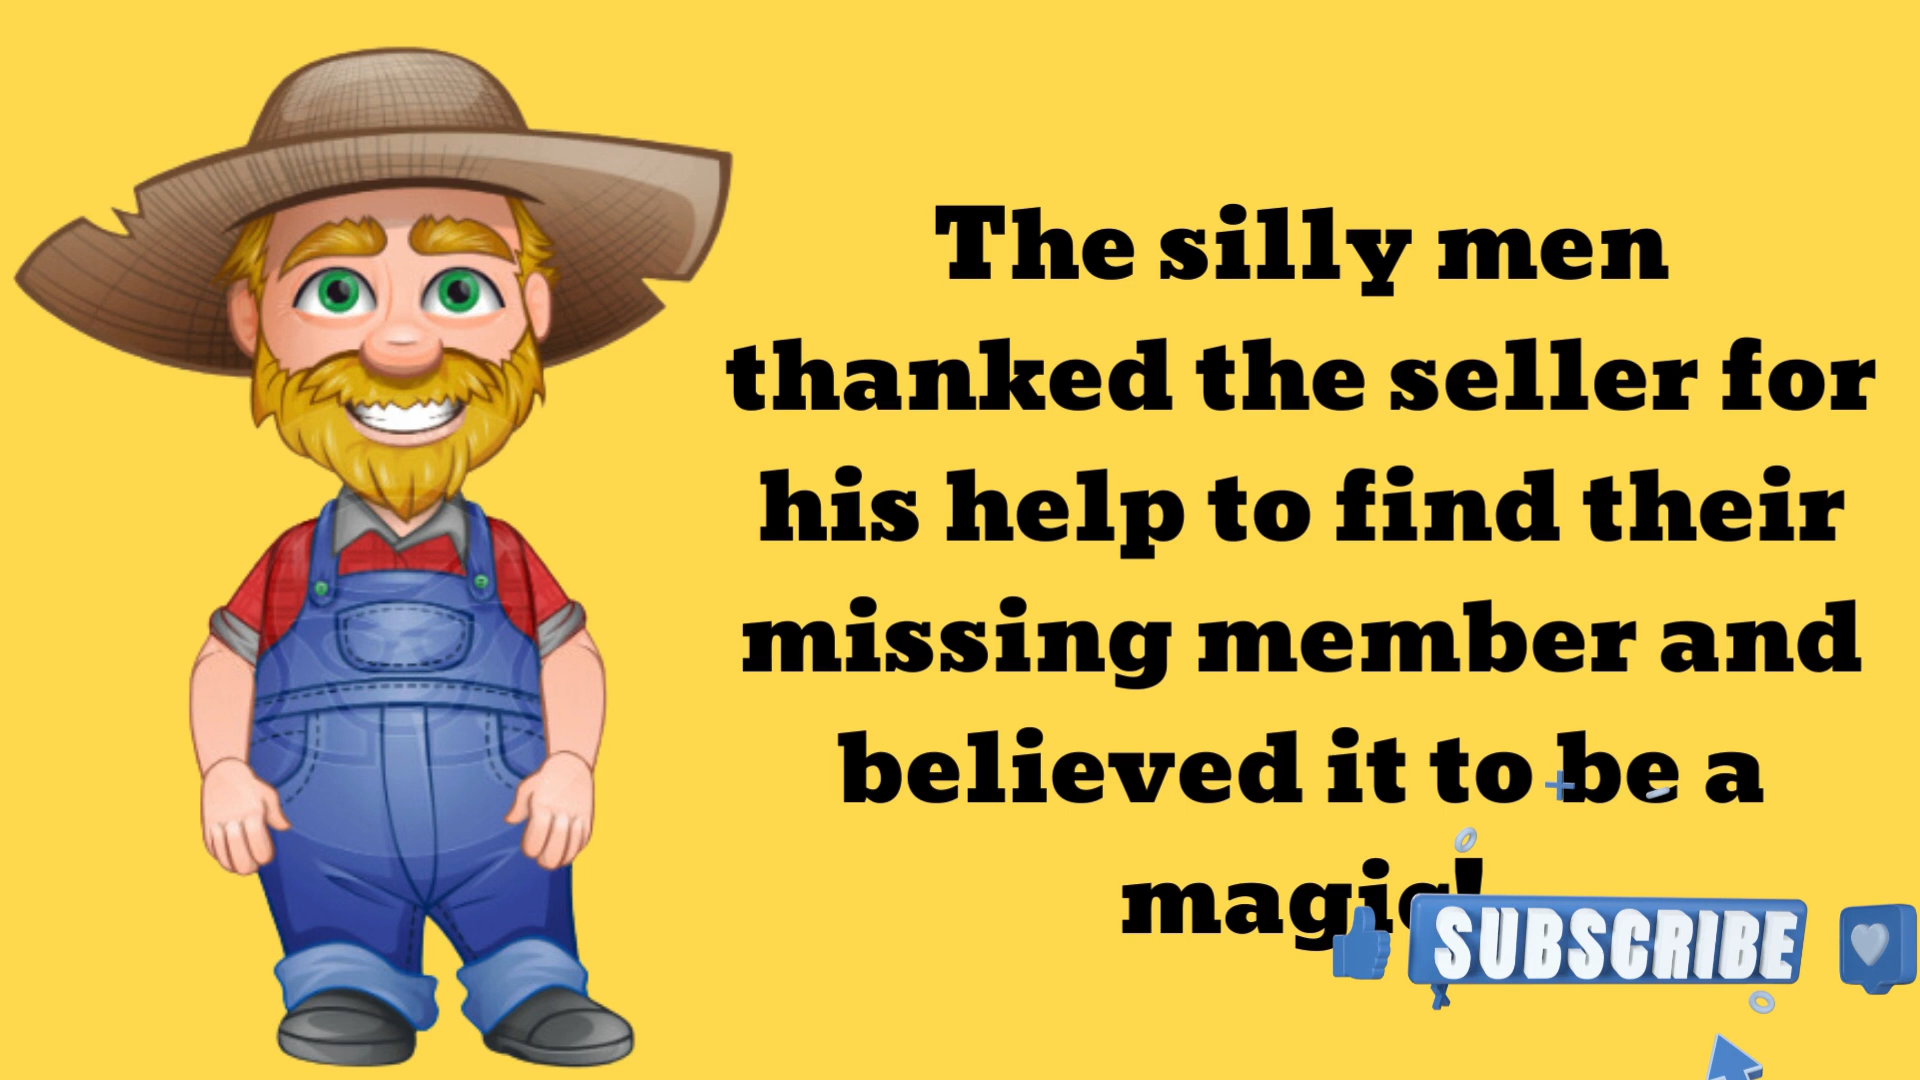 The silly men
thanked the seller for
his help to find their
missing member and
believed it to be a
magic!
SUBSCRIBE